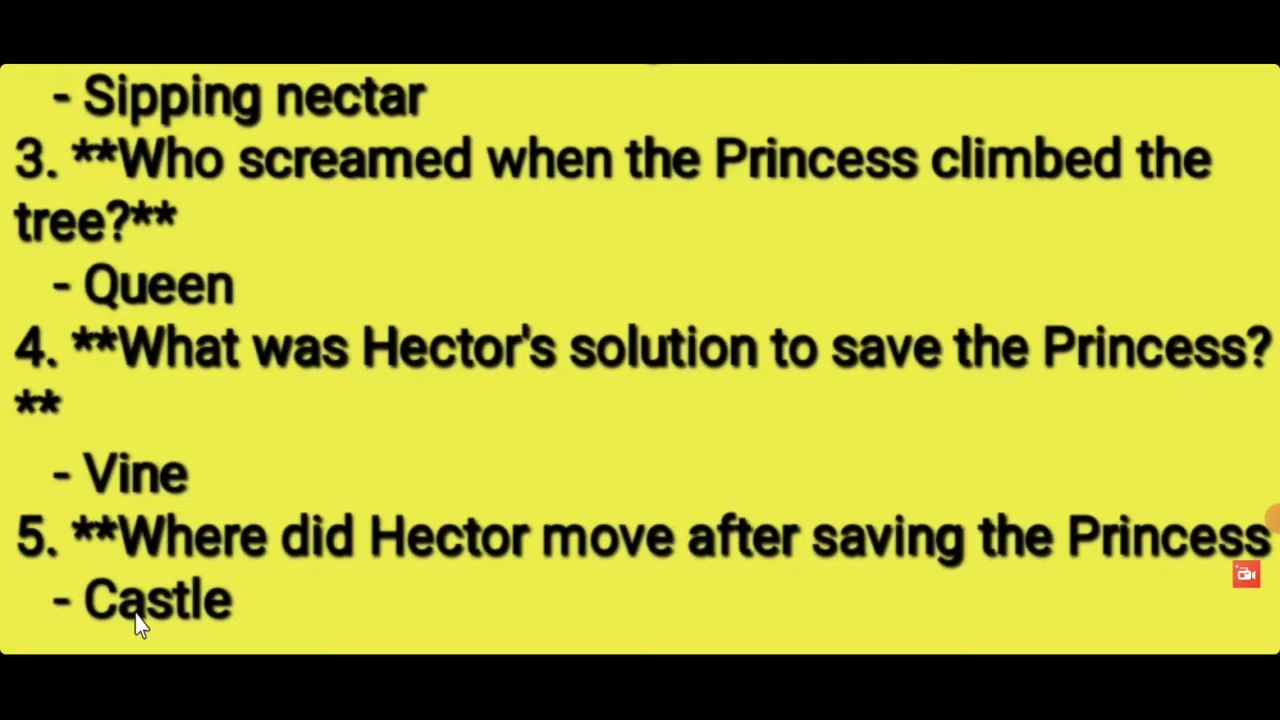 - Sipping nectar
3. **Who screamed when the Princess climbed the
tree?**
- Queen
4. **What was Hector's solution to save the Princess?
**
- Vine
5. **Where did Hector move after saving the Princess
- Castle